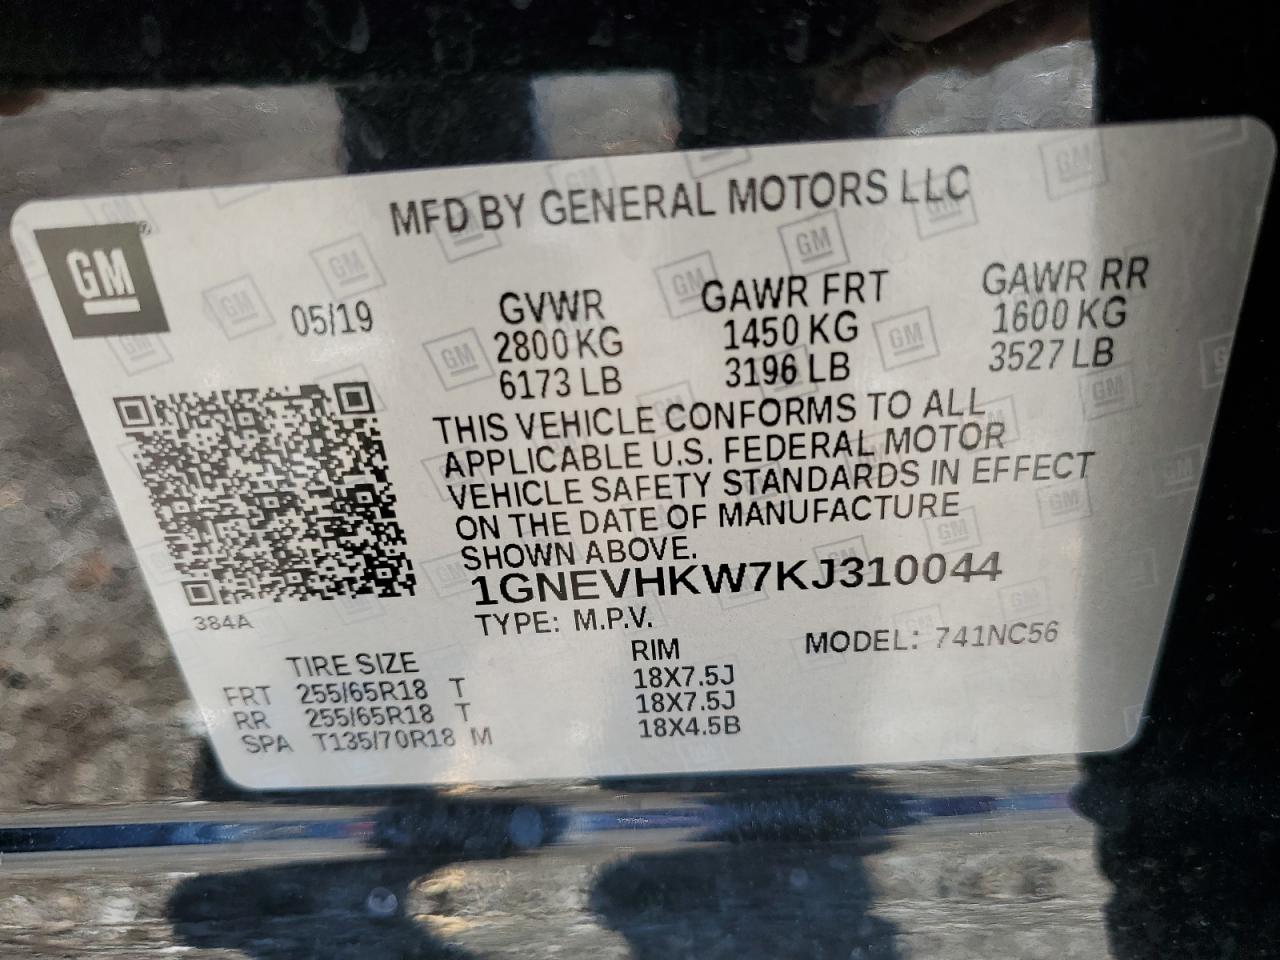 MFD BY GENERAL MOTORS LLC
GM®
05/19
GVWR
2800 KG
6173 LB
GAWR FRT
1450 KG
3196 LB
GAWR RR
1600 KG
3527 LB
THIS VEHICLE CONFORMS TO ALL
APPLICABLE U.S. FEDERAL MOTOR
VEHICLE SAFETY STANDARDS IN EFFECT
ON THE DATE OF MANUFACTURE
SHOWN ABOVE.
1GNEVHKW7KJ310044
384A
TYPE: M.P.V.
MODEL: 741NC56
TIRE SIZE RIM
FRT 255/65R18 T 18X7.5J
RR 255/65R18 T 18X7.5J
SPA T135/70R18 M 18X4.5B